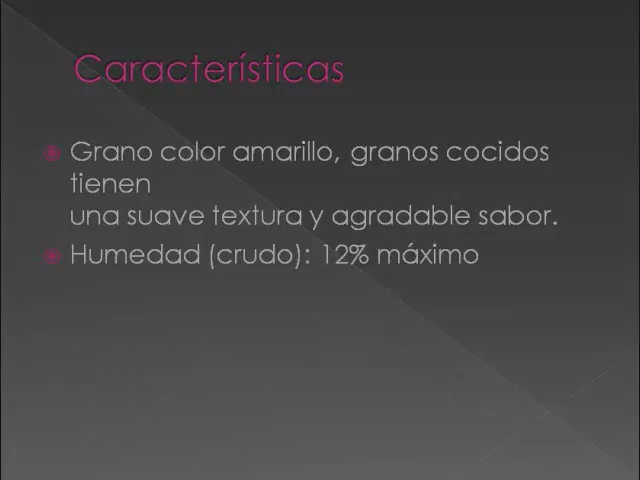 Características
Grano color amarillo, granos cocidos
tienen
una suave textura y agradable sabor.
Humedad (crudo): 12% máximo